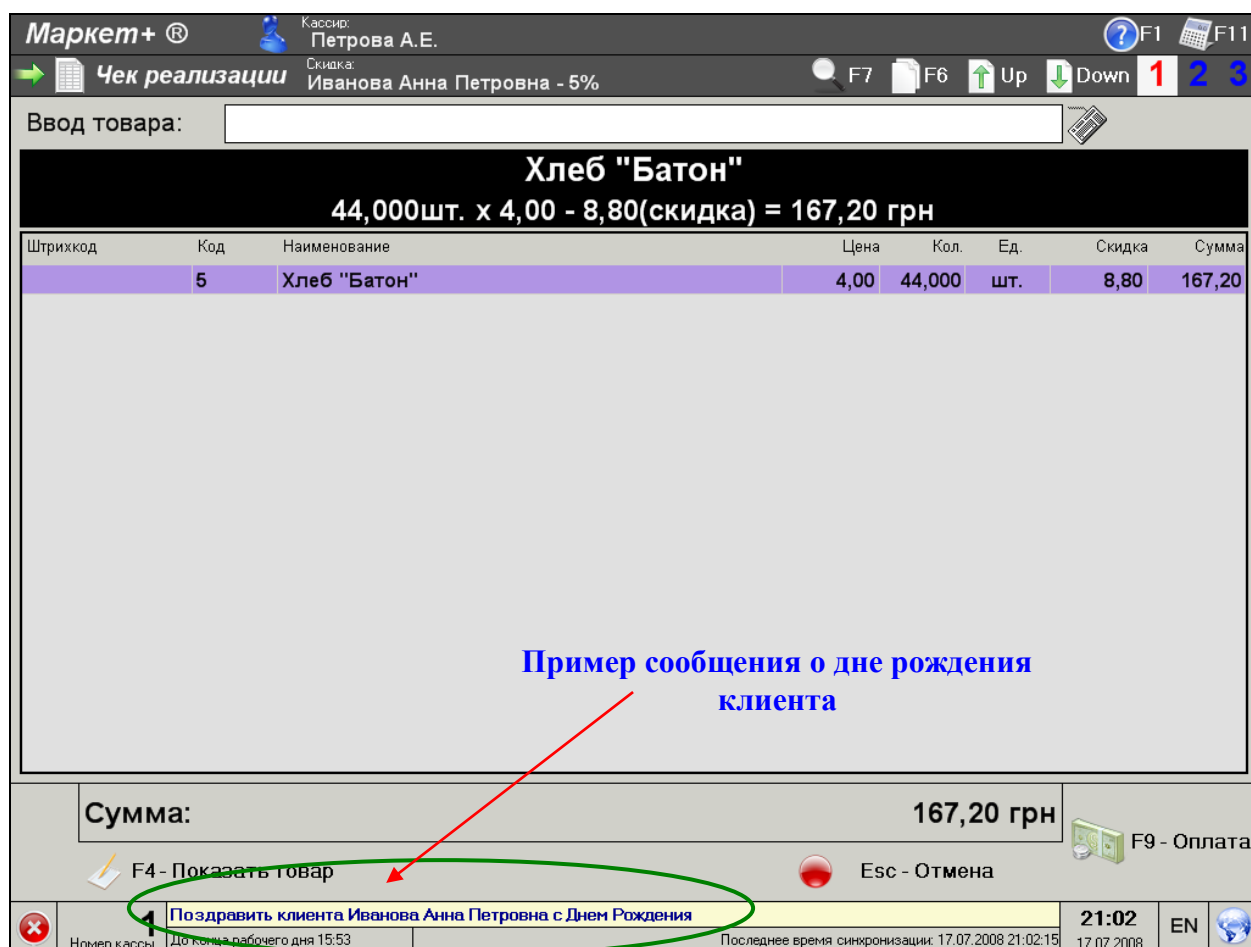 Маркет+ ®
Кассир:
Петрова А.Е.
F1
F11
Чек реализации
Скидка:
Иванова Анна Петровна - 5%
F7
F6
Up
Down
1
2
3
Ввод товара:
Хлеб "Батон"
44,000шт. x 4,00 - 8,80(скидка) = 167,20 грн
Штрихкод Код Наименование Цена Кол. Ед. Скидка Сумма
5 Хлеб "Батон" 4,00 44,000 шт. 8,80 167,20
Пример сообщения о дне рождения
клиента
Сумма: 167,20 грн
F9 - Оплата
F4 - Показать товар
Esc - Отмена
1
Номер кассы
Поздравить клиента Иванова Анна Петровна с Днем Рождения
До конца рабочего дня 15:53
Последнее время синхронизации: 17.07.2008 21:02:15
21:02
17.07.2008
EN